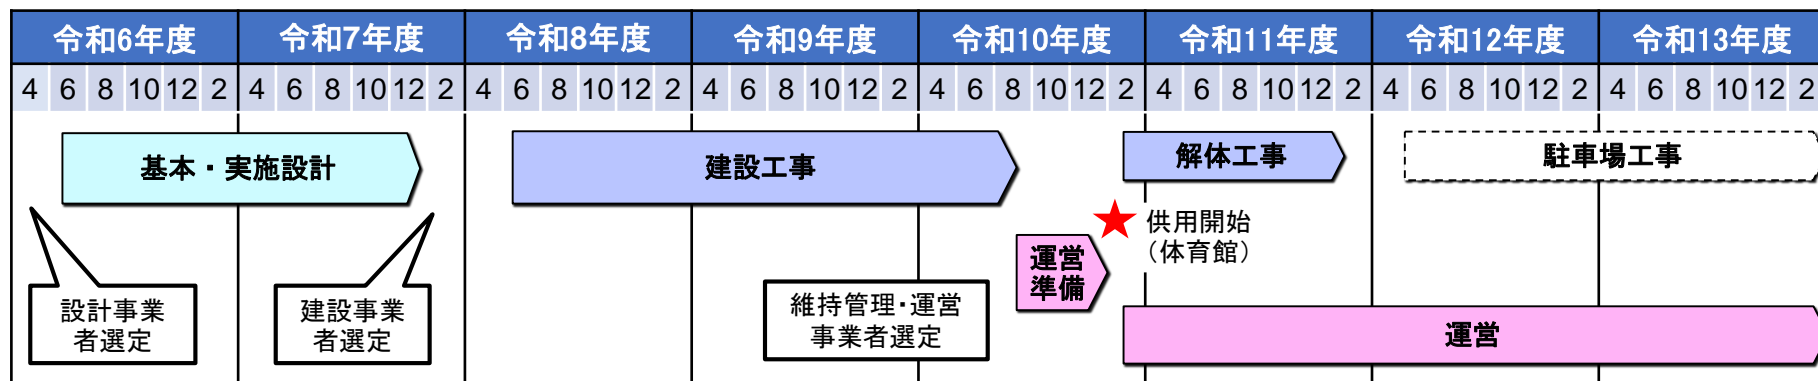 令和6年度 令和7年度 令和8年度 令和9年度 令和10年度 令和11年度 令和12年度 令和13年度
4 6 8 10 12 2 4 6 8 10 12 2 4 6 8 10 12 2 4 6 8 10 12 2 4 6 8 10 12 2 4 6 8 10 12 2 4 6 8 10 12 2 4 6 8 10 12 2
基本・実施設計
建設工事
解体工事
駐車場工事
供用開始
（体育館）
運営
準備
設計事業
者選定
建設事業
者選定
維持管理・運営
事業者選定
運営